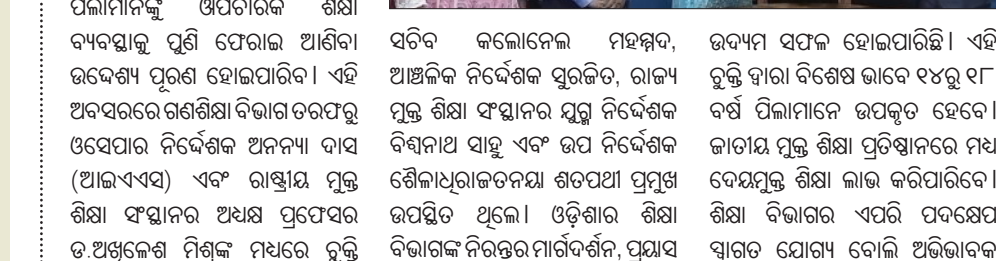 ପିଲାମାନଙ୍କୁ ଓପଚାରିକ ଶିକ୍ଷା
ବ୍ୟବସ୍ଥାକୁ ପୁଣି ଫେରାଇ ଆଣିବା
ଉଦ୍ଦେଶ୍ୟ ପୂରଣ ହୋଇପାରିବ। ଏହି
ଅବସରରେ ଗଣଶିକ୍ଷା ବିଭାଗ ତରଫରୁ
ଓସେପାର ନିର୍ଦ୍ଦେଶକ ଅନନ୍ୟା ଦାସ
(ଆଇଏଏସ) ଏବଂ ରାଷ୍ଟ୍ରୀୟ ମୁକ୍ତ
ଶିକ୍ଷା ସଂସ୍ଥାନର ଅଧ୍ୟକ୍ଷ ପ୍ରଫେସର
ଡ.ଅଖିଳେଶ ମିଶ୍ରଙ୍କ ମଧ୍ୟରେ ଚୁକ୍ତି
ସଚିବ କଲୋନେଲ ମହମ୍ମଦ,
ଆଞ୍ଚଳିକ ନିର୍ଦ୍ଦେଶକ ସୁରଜିତ, ରାଜ୍ୟ
ମୁକ୍ତ ଶିକ୍ଷା ସଂସ୍ଥାନର ଯୁଗ୍ମ ନିର୍ଦ୍ଦେଶକ
ବିଶ୍ୱନାଥ ସାହୁ ଏବଂ ଉପ ନିର୍ଦ୍ଦେଶକ
ଶୈଳାଧିରାଜତନୟା ଶତପଥୀ ପ୍ରମୁଖ
ଉପସ୍ଥିତ ଥିଲେ। ଓଡ଼ିଶାର ଶିକ୍ଷା
ବିଭାଗଙ୍କ ନିରନ୍ତର ମାର୍ଗଦର୍ଶନ, ପ୍ରୟାସ
ଉଦ୍ୟମ ସଫଳ ହୋଇପାରିଛି। ଏହି
ଚୁକ୍ତି ଦ୍ୱାରା ବିଶେଷ ଭାବେ ୧୪ରୁ ୧୮
ବର୍ଷ ପିଲାମାନେ ଉପକୃତ ହେବେ।
ଜାତୀୟ ମୁକ୍ତ ଶିକ୍ଷା ପ୍ରତିଷ୍ଠାନରେ ମଧ୍ୟ
ଦେୟମୁକ୍ତ ଶିକ୍ଷା ଲାଭ କରିପାରିବେ।
ଶିକ୍ଷା ବିଭାଗର ଏପରି ପଦକ୍ଷେପ
ସ୍ୱାଗତ ଯୋଗ୍ୟ ବୋଲି ଅଭିଭାବକ